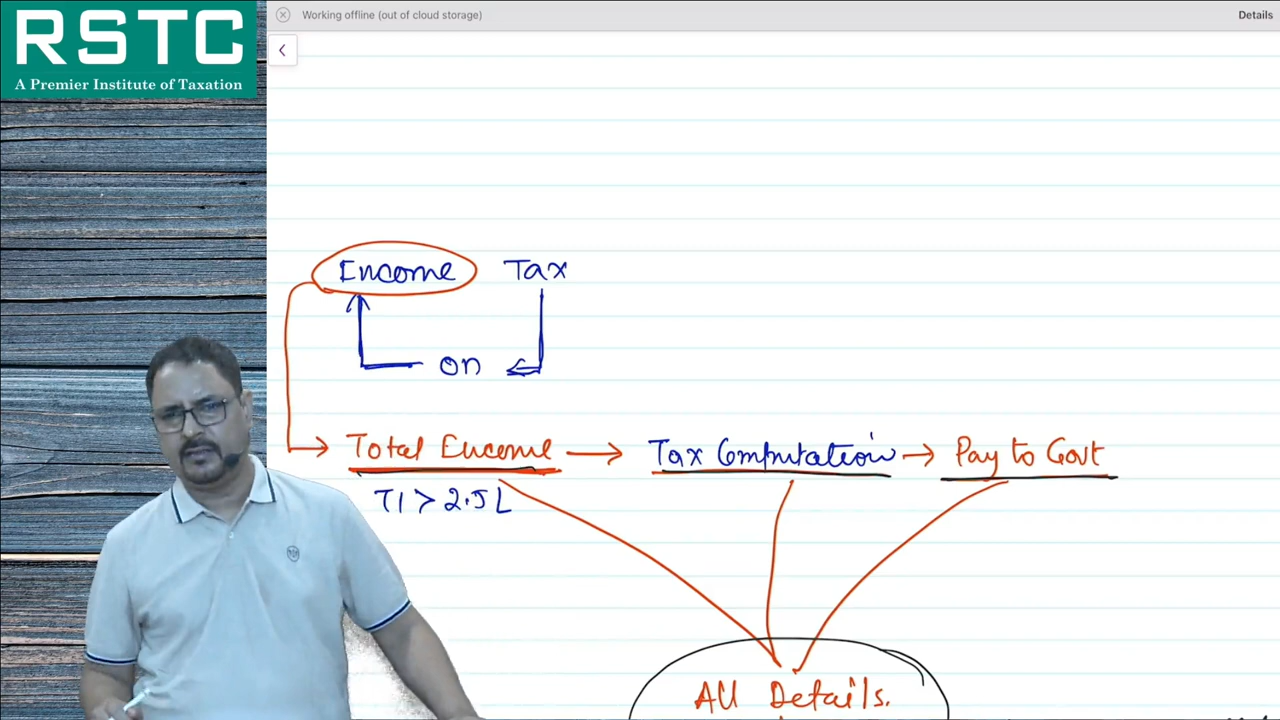 RSTC
A Premier Institute of Taxation
Working offline (out of cloud storage)
Details
Income Tax
on
Total Income → Tax Computation → Pay to Govt
TI > 2.5 L
All Details.